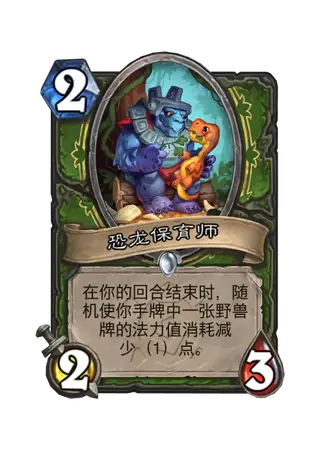 2
恐龙保育师
在你的回合结束时，随
机使你手牌中一张野兽
牌的法力值消耗减
少（1）点。
2
3